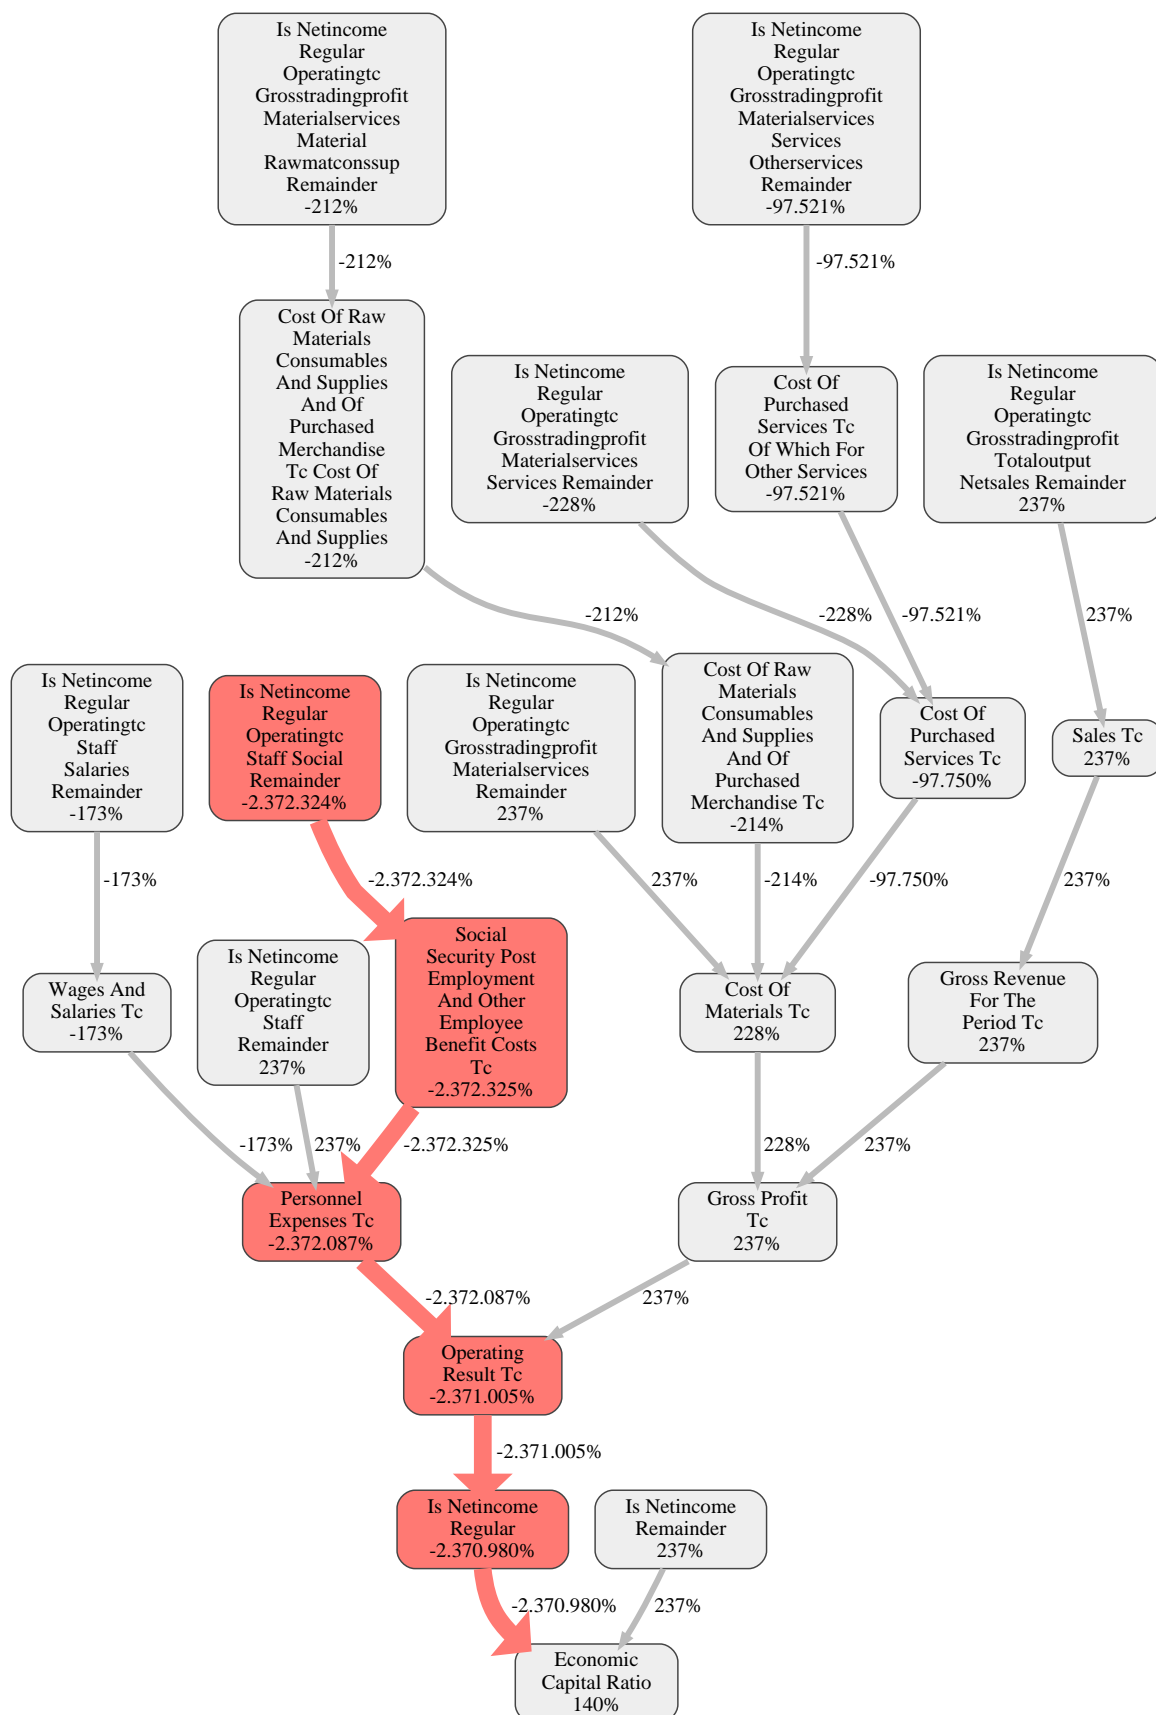 Is Netincome
Regular
Operatingtc
Grosstradingprofit
Materialservices
Material
Rawmatconssup
Remainder
-212%
Is Netincome
Regular
Operatingtc
Grosstradingprofit
Materialservices
Services
Otherservices
Remainder
-97.521%
-212%
-97.521%
Cost Of Raw
Materials
Consumables
And Supplies
And Of
Purchased
Merchandise
Tc Cost Of
Raw Materials
Consumables
And Supplies
-212%
Is Netincome
Regular
Operatingtc
Grosstradingprofit
Materialservices
Services Remainder
-228%
Cost Of
Purchased
Services Tc
Of Which For
Other Services
-97.521%
Is Netincome
Regular
Operatingtc
Grosstradingprofit
Totaloutput
Netsales Remainder
237%
-212%
-228%
-97.521%
237%
Is Netincome
Regular
Operatingtc
Staff
Salaries
Remainder
-173%
Is Netincome
Regular
Operatingtc
Staff Social
Remainder
-2.372.324%
Is Netincome
Regular
Operatingtc
Grosstradingprofit
Materialservices
Remainder
237%
Cost Of Raw
Materials
Consumables
And Supplies
And Of
Purchased
Merchandise Tc
-214%
Cost Of
Purchased
Services Tc
-97.750%
Sales Tc
237%
-173%
-2.372.324%
237%
-214%
-97.750%
237%
Wages And
Salaries Tc
-173%
Is Netincome
Regular
Operatingtc
Staff
Remainder
237%
Social
Security Post
Employment
And Other
Employee
Benefit Costs
Tc
-2.372.325%
Cost Of
Materials Tc
228%
Gross Revenue
For The
Period Tc
237%
-173%
237%
-2.372.325%
228%
237%
Personnel
Expenses Tc
-2.372.087%
Gross Profit
Tc
237%
-2.372.087%
237%
Operating
Result Tc
-2.371.005%
-2.371.005%
Is Netincome
Regular
-2.370.980%
Is Netincome
Remainder
237%
-2.370.980%
237%
Economic
Capital Ratio
140%